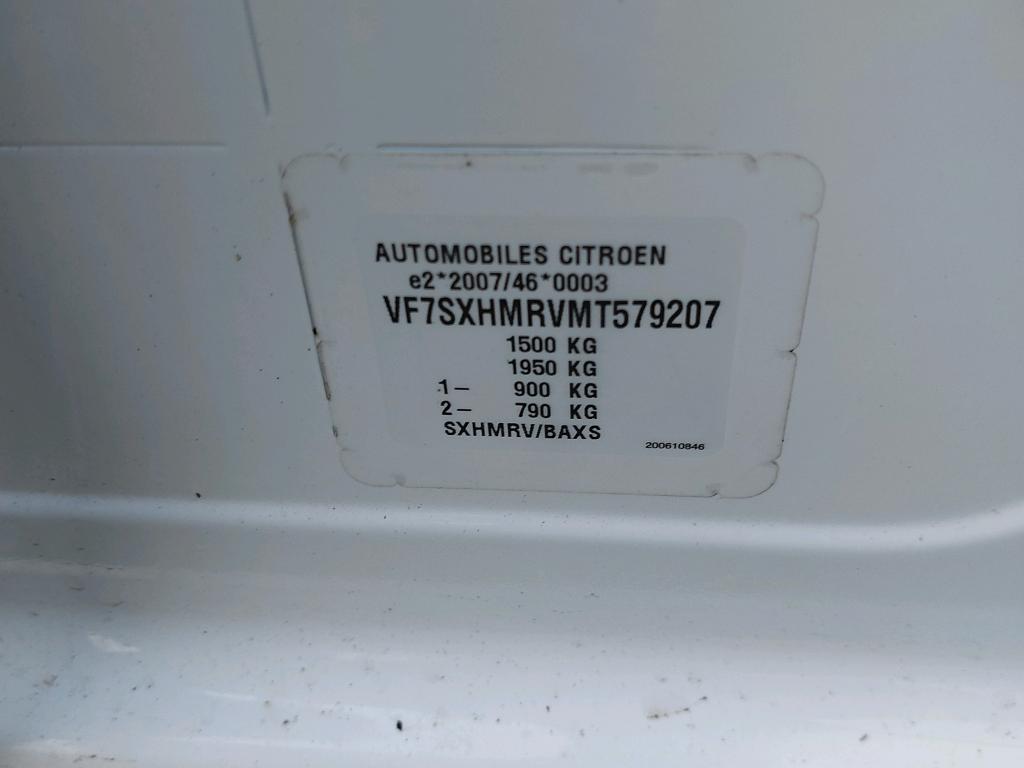 AUTOMOBILES CITROEN
e2*2007/46*0003
VF7SXHMRVMT579207
1500 KG
1950 KG
1- 900 KG
2- 790 KG
SXHMRV/BAXS
200610846